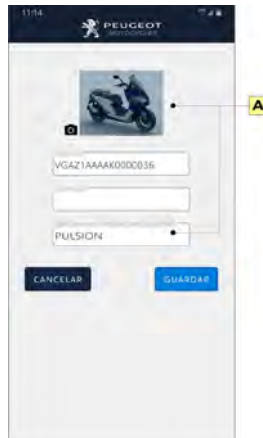 11:14
PEUGEOT
MOTOCYCLES
A
VGAZ1AAAAK0000036
PULSION
CANCELAR
GUARDAR